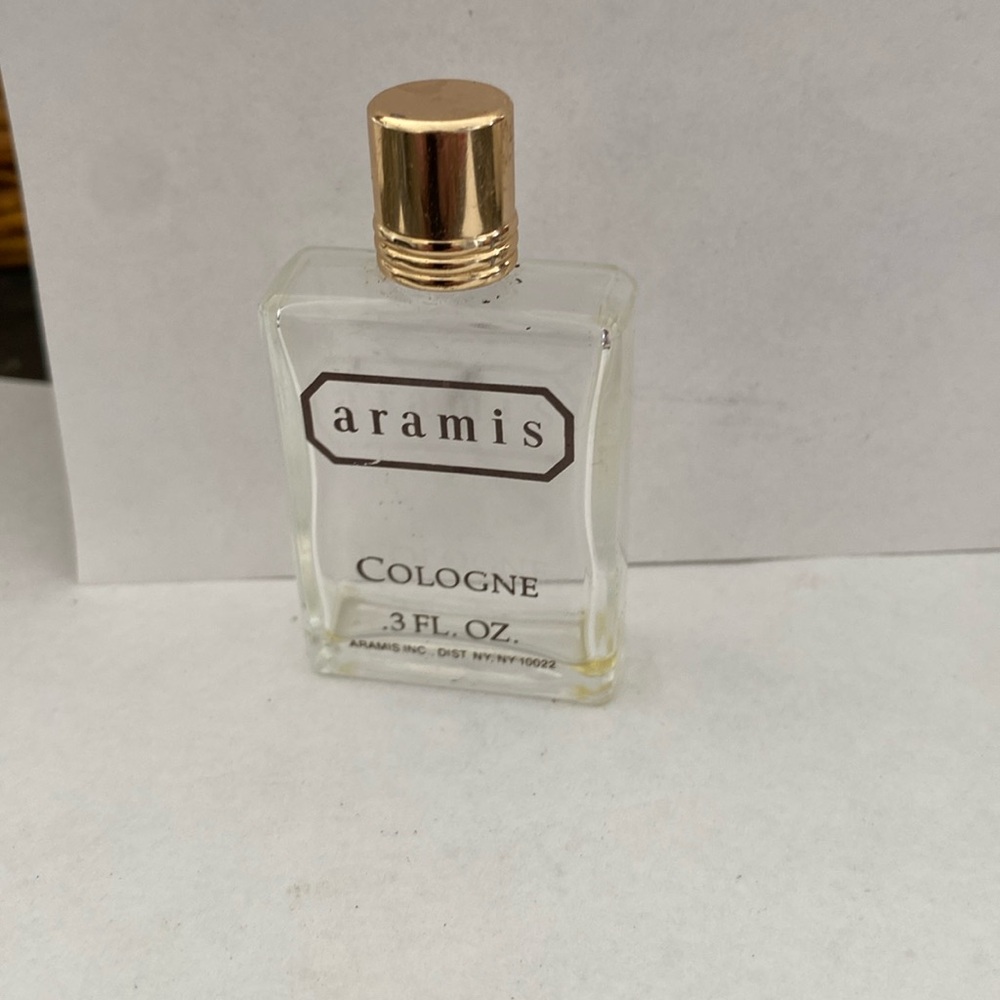 aramis
COLOGNE
.3 FL. OZ.
ARAMIS INC. DIST NY, NY 10022